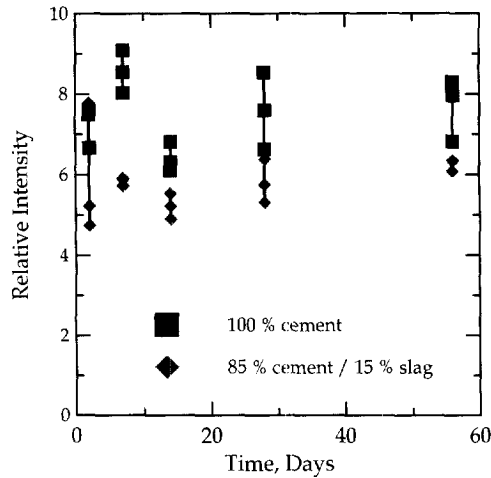 10
8
6
4
2
0
Relative Intensity
100 % cement
85 % cement / 15 % slag
0
20
40
60
Time, Days